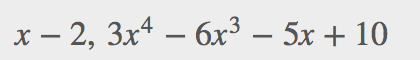 x − 2, 3x⁴ − 6x³ − 5x + 10